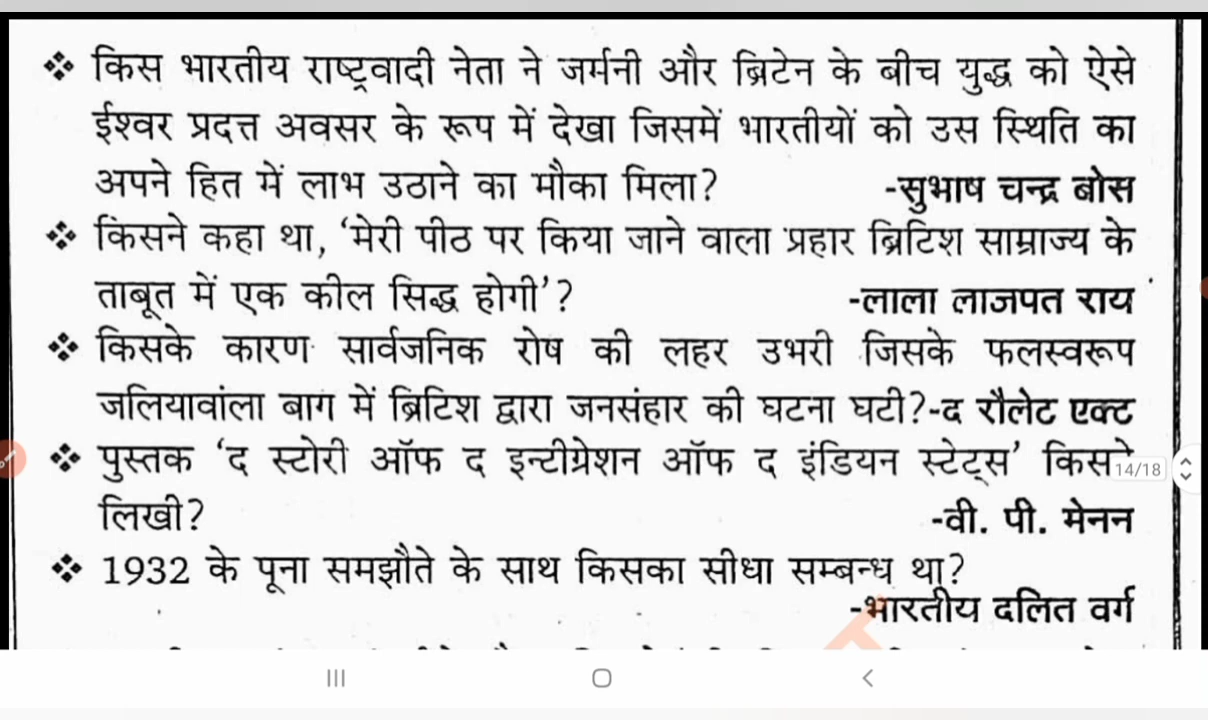 ❖ किस भारतीय राष्ट्रवादी नेता ने जर्मनी और ब्रिटेन के बीच युद्ध को ऐसे
ईश्वर प्रदत्त अवसर के रूप में देखा जिसमें भारतीयों को उस स्थिति का
अपने हित में लाभ उठाने का मौका मिला? -सुभाष चन्द्र बोस
❖ किसने कहा था, ‘मेरी पीठ पर किया जाने वाला प्रहार ब्रिटिश साम्राज्य के
ताबूत में एक कील सिद्ध होगी’? -लाला लाजपत राय
❖ किसके कारण सार्वजनिक रोष की लहर उभरी जिसके फलस्वरूप
जलियावांला बाग में ब्रिटिश द्वारा जनसंहार की घटना घटी?-द रौलेट एक्ट
❖ पुस्तक ‘द स्टोरी ऑफ द इन्टीग्रेशन ऑफ द इंडियन स्टेट्स’ किसने
14/18
लिखी? -वी. पी. मेनन
❖ 1932 के पूना समझौते के साथ किसका सीधा सम्बन्ध था?
-भारतीय दलित वर्ग